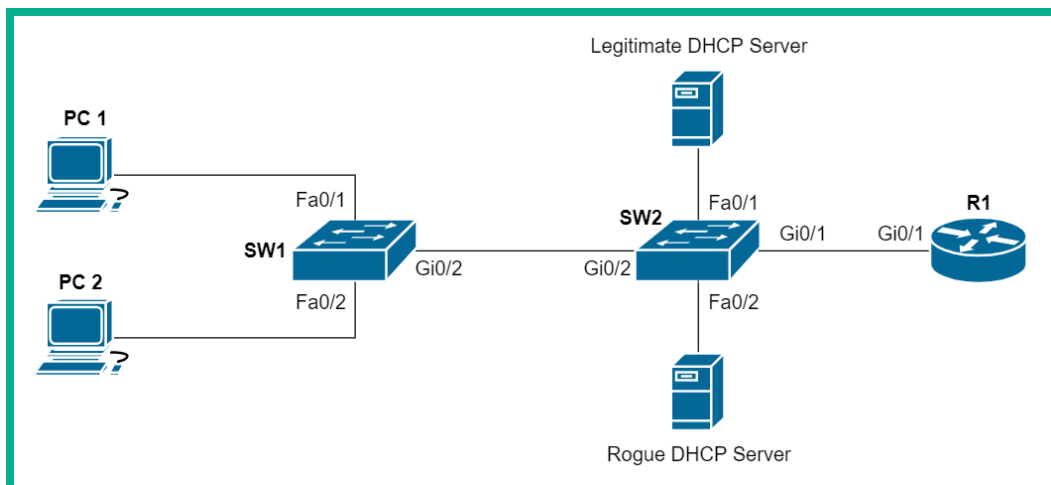 Legitimate DHCP Server
PC 1
Fa0/1
Fa0/1
R1
SW2
SW1
Gi0/1
Gi0/1
Gi0/2
Gi0/2
PC 2
Fa0/2
Fa0/2
Rogue DHCP Server